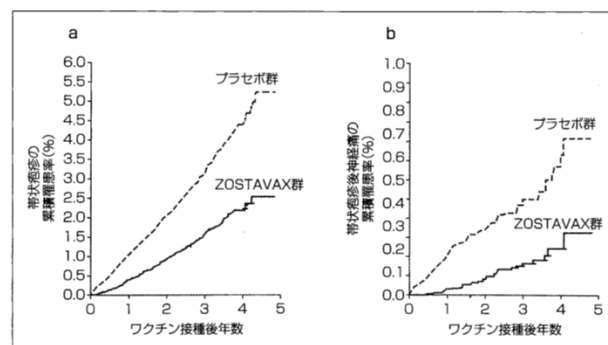 a
帯状疱疹の
累積罹患率(%)
6.0
5.5
5.0
4.5
4.0
3.5
3.0
2.5
2.0
1.5
1.0
0.5
0.0
プラセボ群
ZOSTAVAX群
0 1 2 3 4 5
ワクチン接種後年数
b
帯状疱疹後神経痛の
累積罹患率(%)
1.0
0.9
0.8
0.7
0.6
0.5
0.4
0.3
0.2
0.1
0.0
プラセボ群
ZOSTAVAX群
0 1 2 3 4 5
ワクチン接種後年数